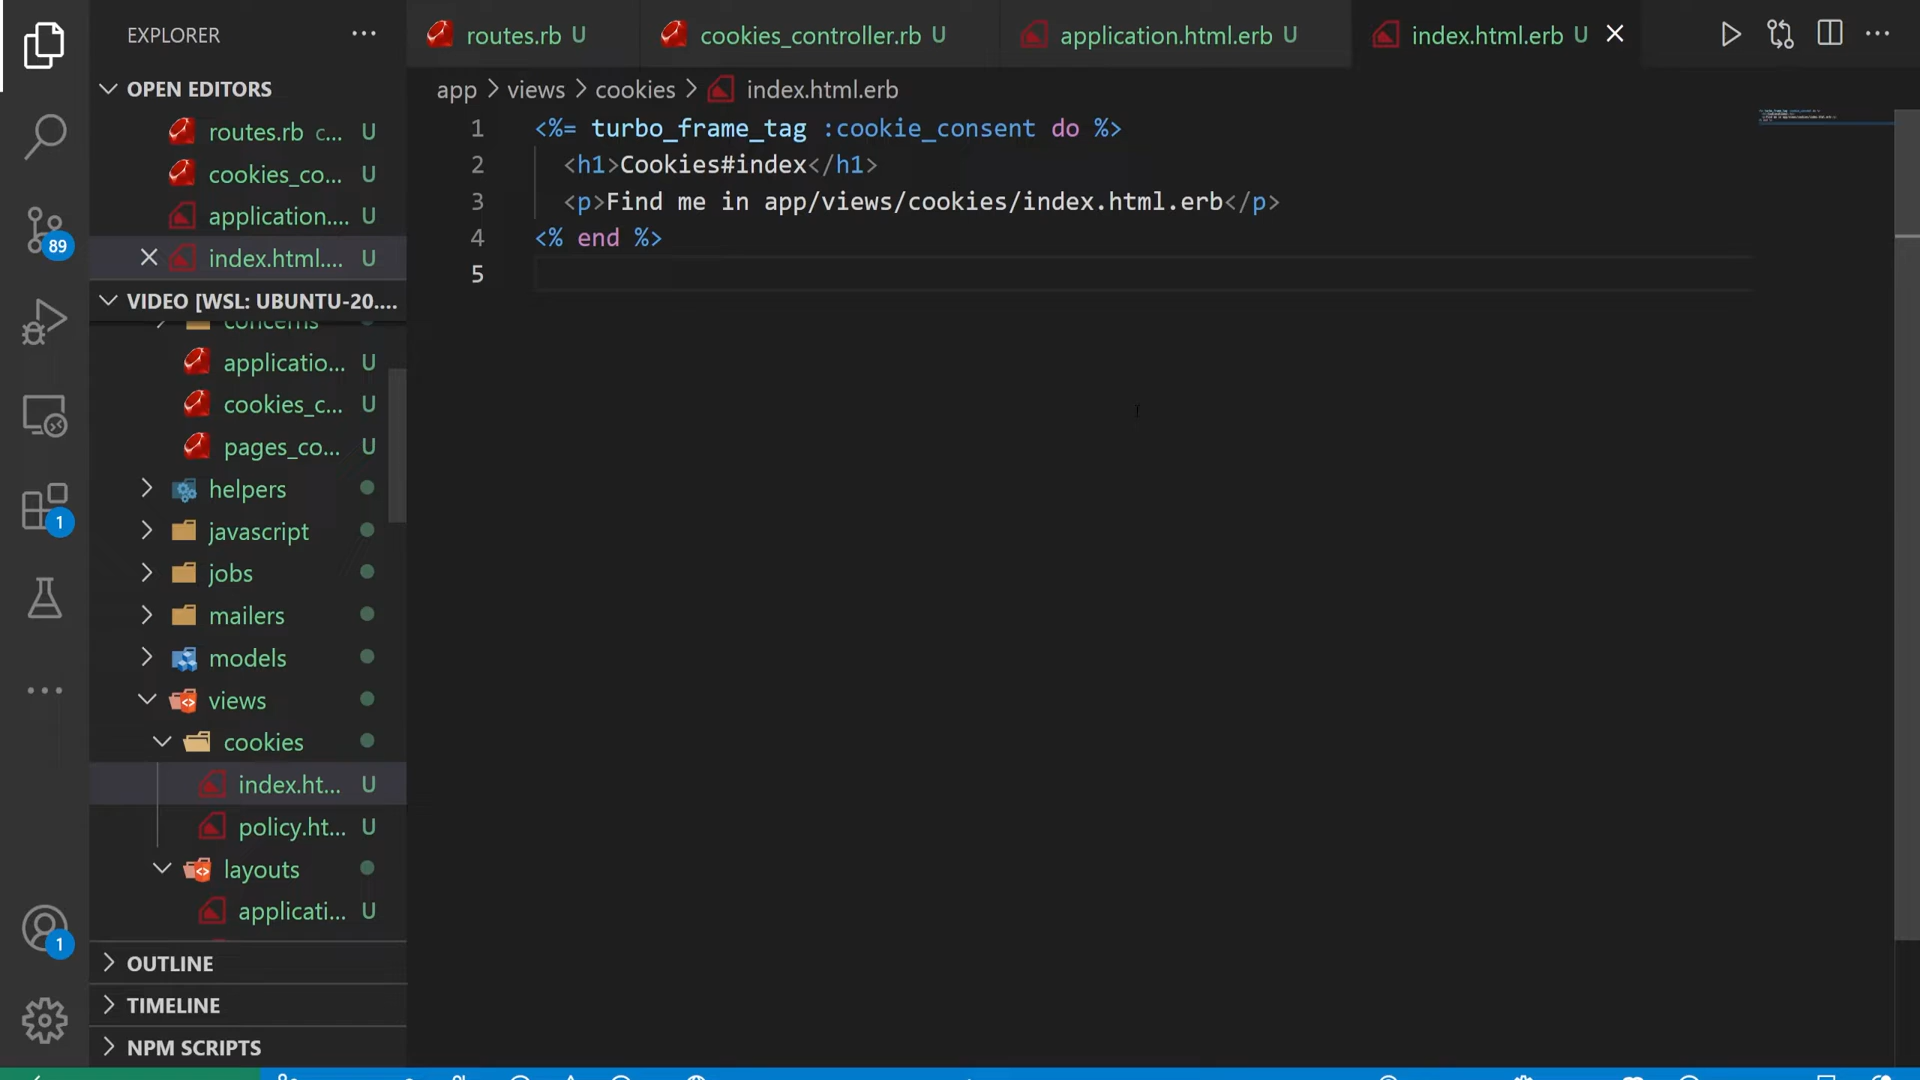 EXPLORER
OPEN EDITORS
routes.rb c... U
cookies_co... U
application.... U
index.html.... U
VIDEO [WSL: UBUNTU-20....
concerns
applicatio... U
cookies_c... U
pages_co... U
helpers
javascript
jobs
mailers
models
views
cookies
index.ht... U
policy.ht... U
layouts
applicati... U
OUTLINE
TIMELINE
NPM SCRIPTS
89
1
1
routes.rb U
cookies_controller.rb U
application.html.erb U
index.html.erb U
app > views > cookies > index.html.erb
1 <%= turbo_frame_tag :cookie_consent do %>
2 <h1>Cookies#index</h1>
3 <p>Find me in app/views/cookies/index.html.erb</p>
4 <% end %>
5